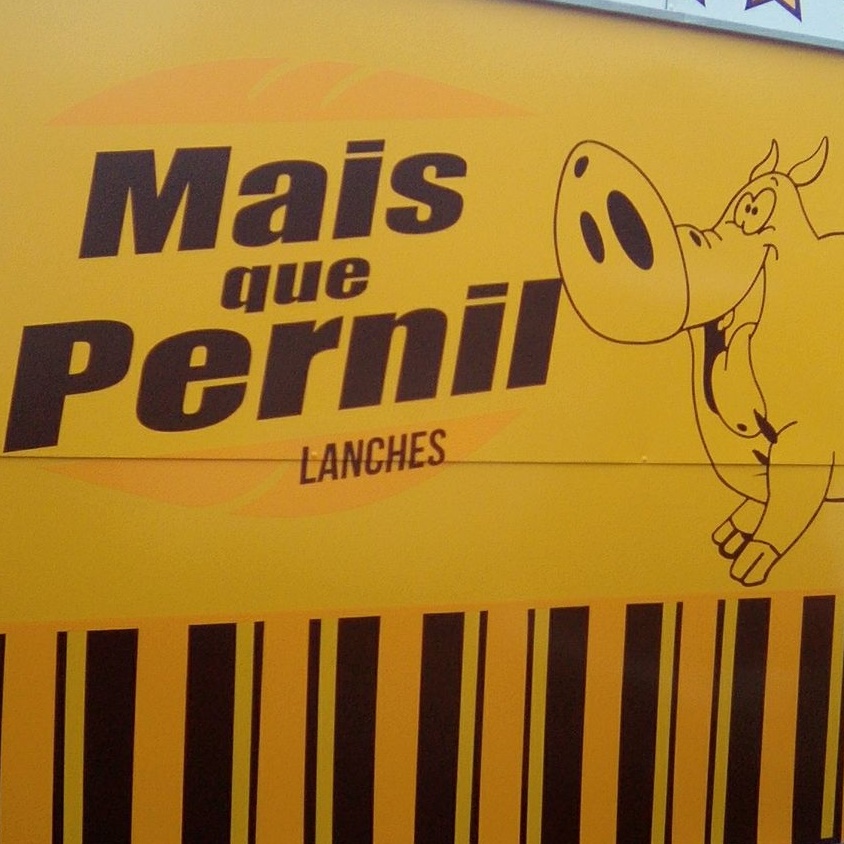 Mais
que
Pernil
LANCHES